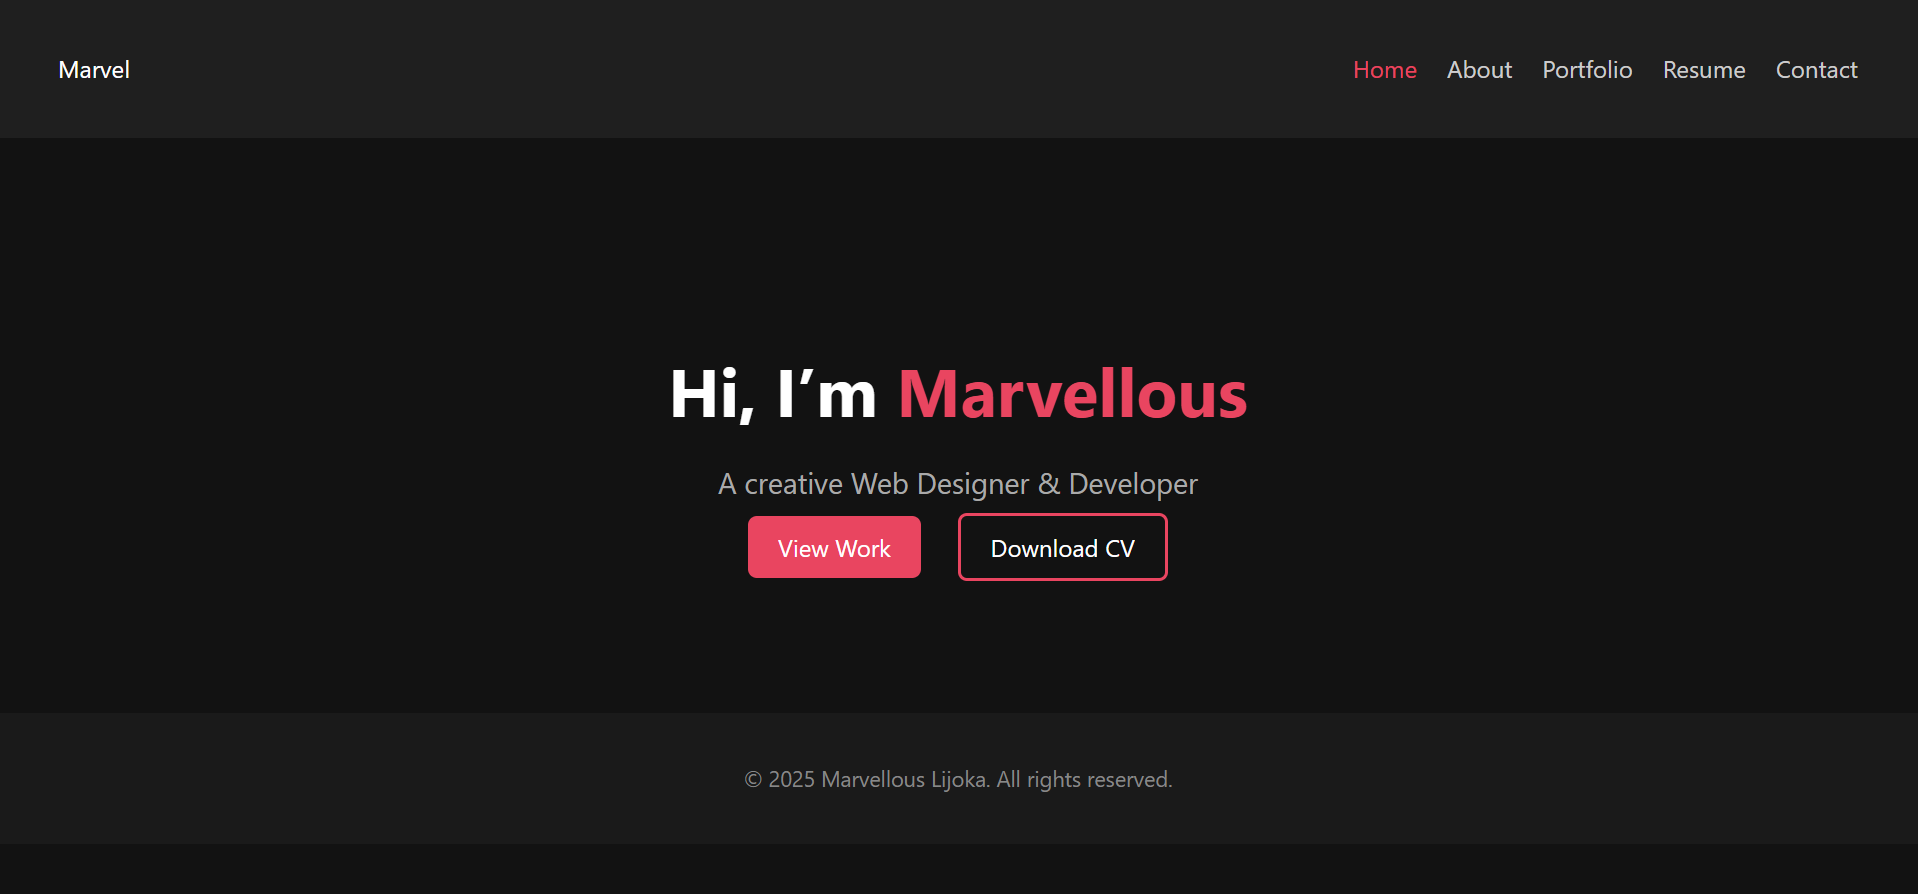 Marvel
Home About Portfolio Resume Contact
Hi, I’m Marvellous
A creative Web Designer & Developer
View Work Download CV
© 2025 Marvellous Lijoka. All rights reserved.